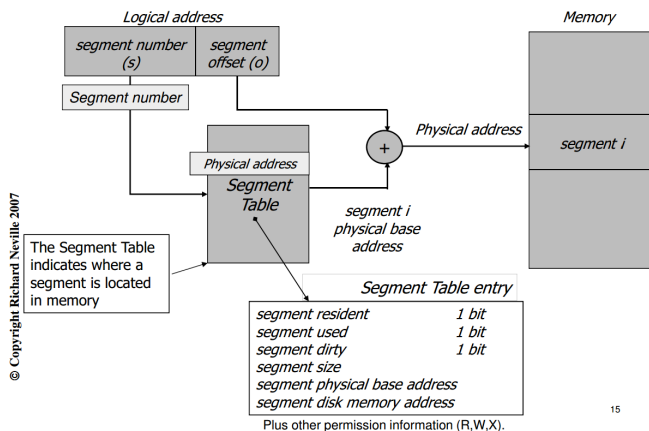 Logical address
Memory
segment number
(s)
segment
offset (o)
Segment number
Physical address
+
segment i
Physical address
Segment
Table
segment i
physical base
address
The Segment Table
indicates where a
segment is located
in memory
© Copyright Richard Neville 2007
Segment Table entry
segment resident 1 bit
segment used 1 bit
segment dirty 1 bit
segment size
segment physical base address
segment disk memory address
Plus other permission information (R,W,X).
15